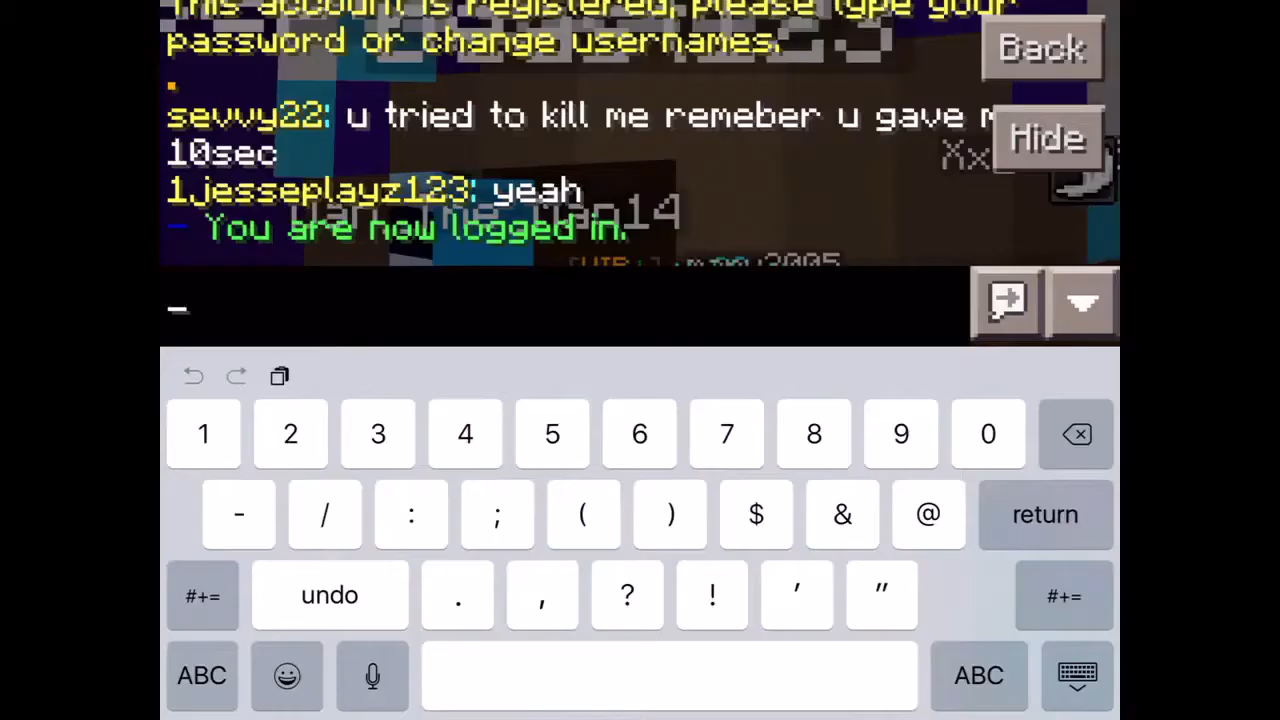 This account is registered, please type your
password or change usernames.
Back
sevvy22: u tried to kill me remeber u gave
10sec
Hide
Xx
1jesseplayz123: yeah
- You are now logged in.
1 2 3 4 5 6 7 8 9 0
- / : ; ( ) $ & @ return
#+= undo . , ? ! ' " #+=
ABC ABC